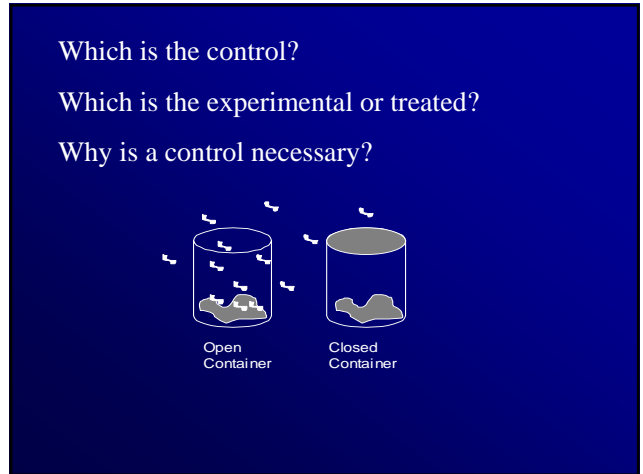 Which is the control?
Which is the experimental or treated?
Why is a control necessary?
Open
Container
Closed
Container